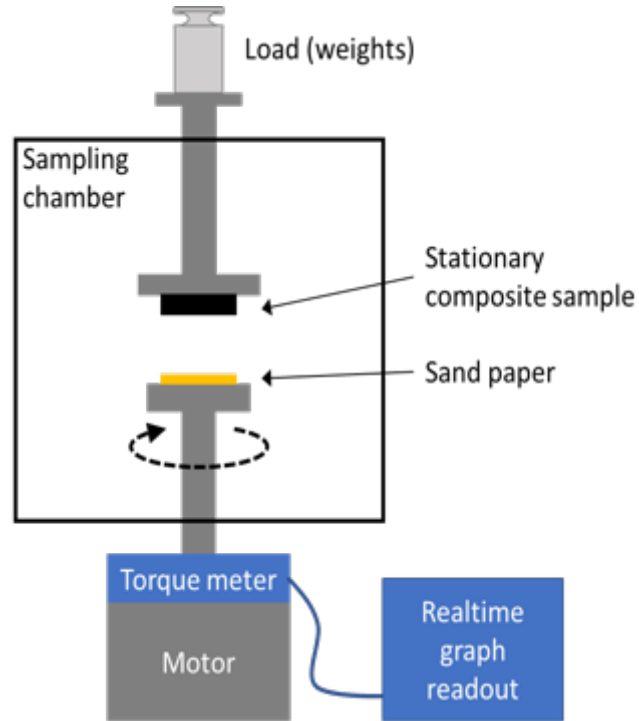 Load (weights)
Sampling
chamber
Stationary
composite sample
Sand paper
Torque meter
Motor
Realtime
graph
readout